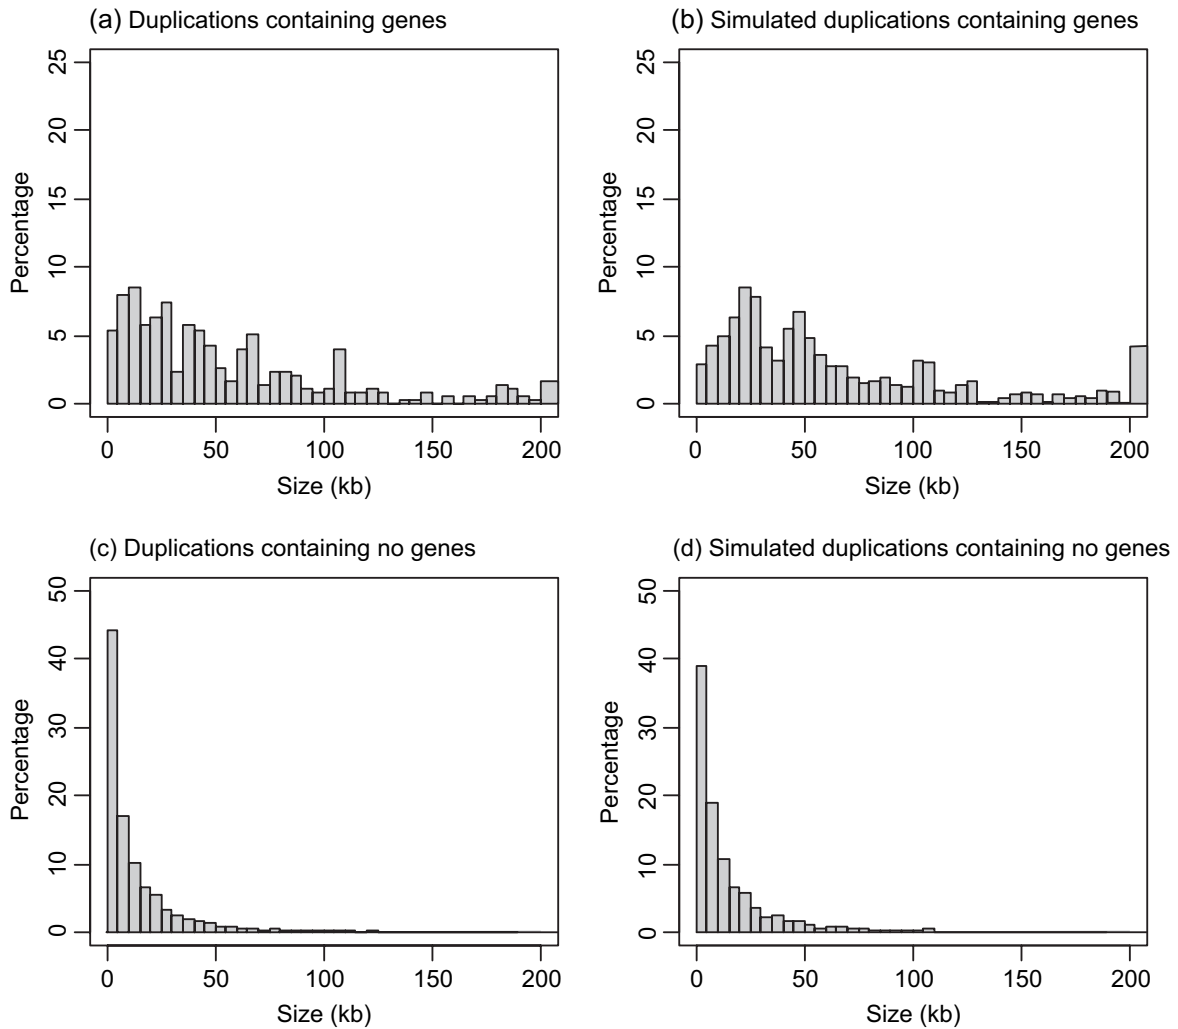 (a) Duplications containing genes
(b) Simulated duplications containing genes
25
20
15
10
5
0
Percentage
0 50 100 150 200
Size (kb)
25
20
15
10
5
0
Percentage
0 50 100 150 200
Size (kb)
(c) Duplications containing no genes
(d) Simulated duplications containing no genes
50
40
30
20
10
0
Percentage
0 50 100 150 200
Size (kb)
50
40
30
20
10
0
Percentage
0 50 100 150 200
Size (kb)